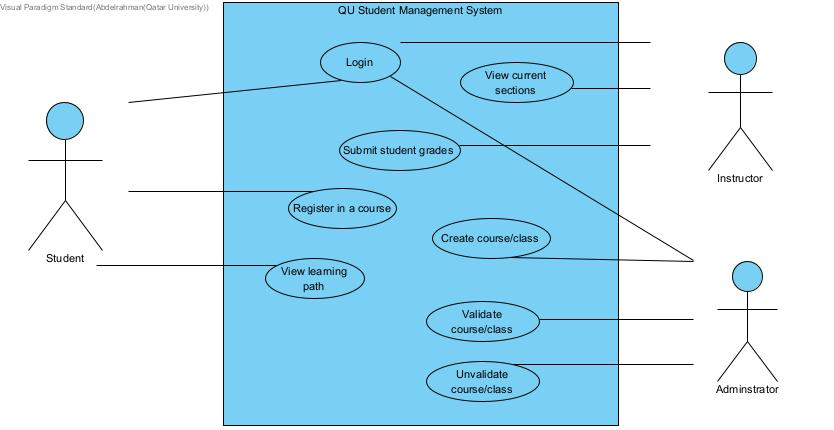 Visual Paradigm Standard(Abdelrahman(Qatar University))
QU Student Management System
Login
View current
sections
Submit student grades
Instructor
Register in a course
Create course/class
Student
View learning
path
Validate
course/class
Unvalidate
course/class
Adminstrator